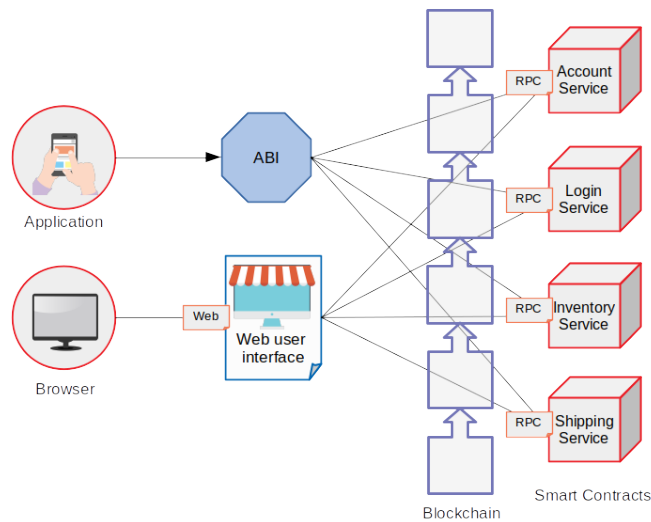 RPC
Account
Service
ABI
Application
RPC
Login
Service
Web
Web user
interface
RPC
Inventory
Service
Browser
RPC
Shipping
Service
Smart Contracts
Blockchain